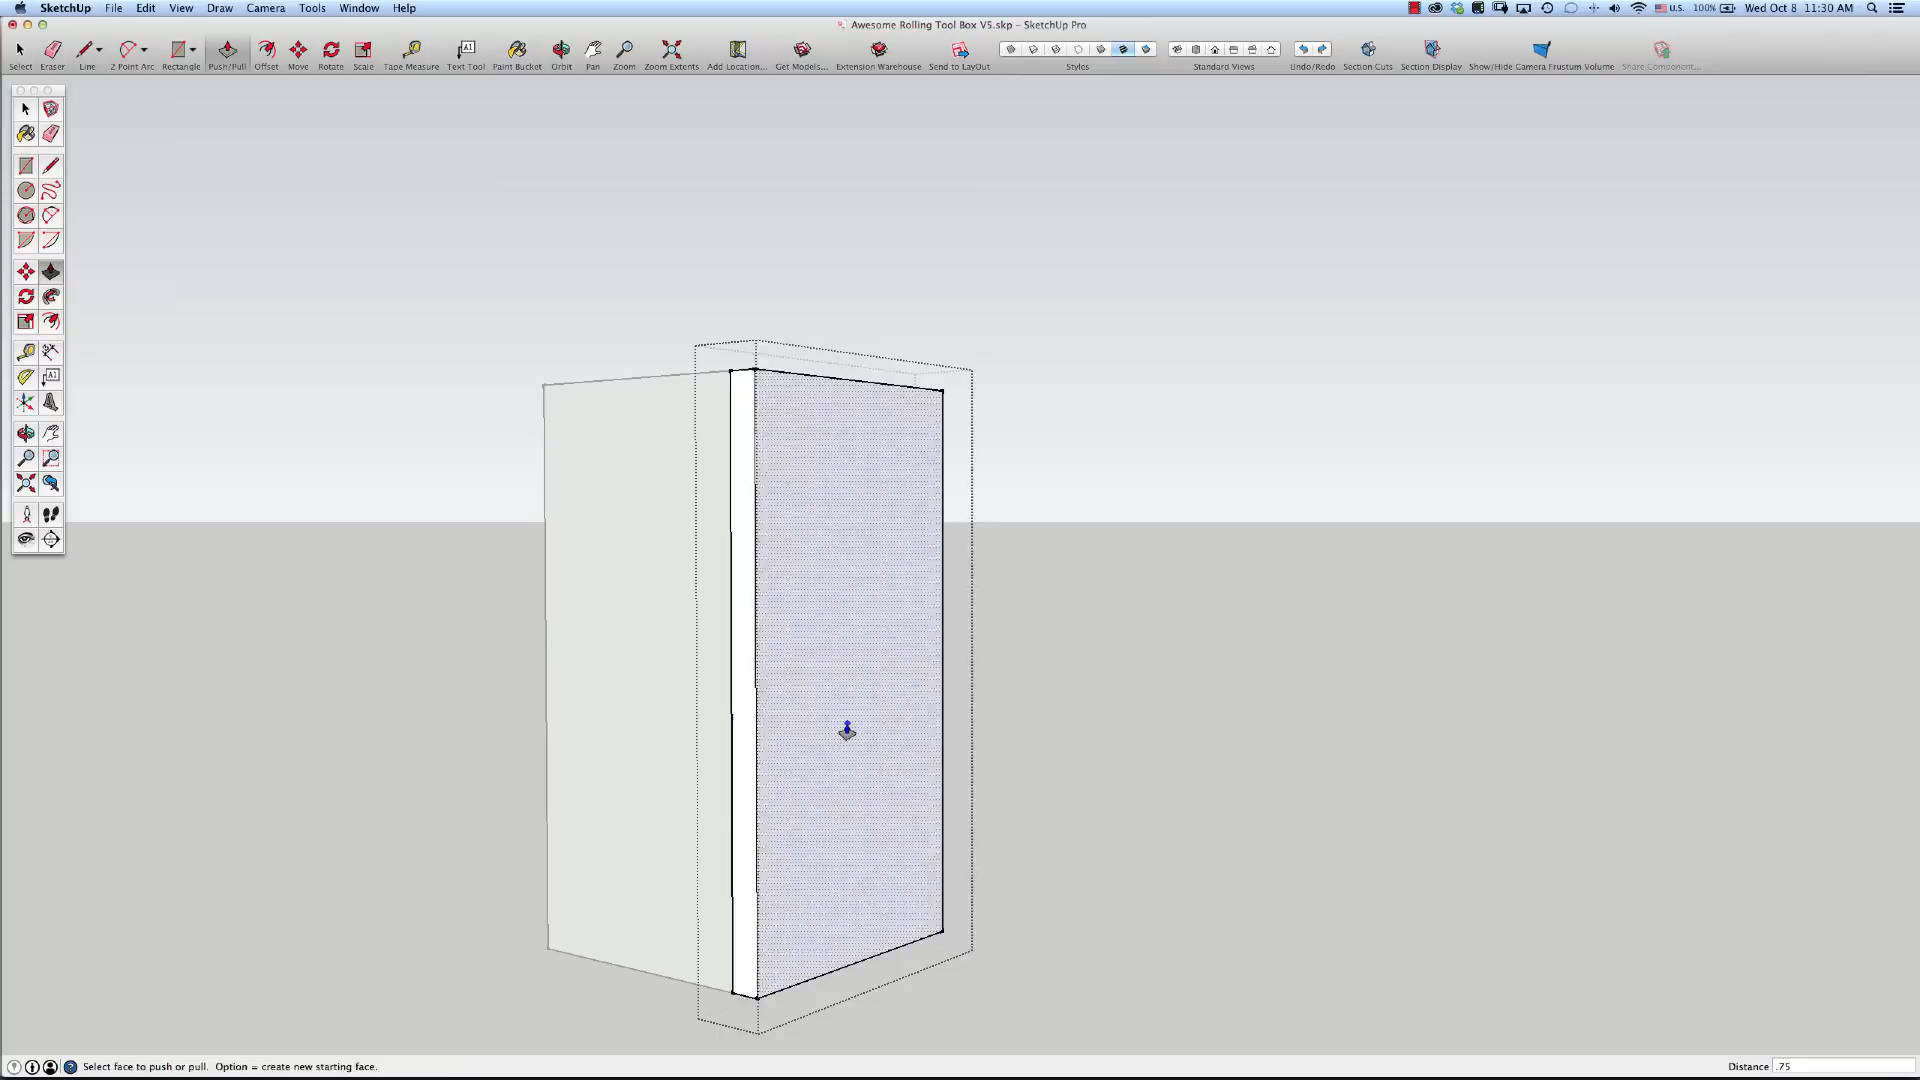 SketchUp File Edit View Draw Camera Tools Window Help U.S. 100% Wed Oct 8 11:30 AM
Awesome Rolling Tool Box V5.skp – SketchUp Pro
Select Eraser Line 2 Point Arc Rectangle Push/Pull Offset Move Rotate Scale Tape Measure Text Tool Paint Bucket Orbit Pan Zoom Zoom Extents Add Location... Get Models... Extension Warehouse Send to LayOut Styles Standard Views Undo/Redo Section Cuts Section Display Show/Hide Camera Frustum Volume Share Component...
Select face to push or pull. Option = create new starting face. Distance .75